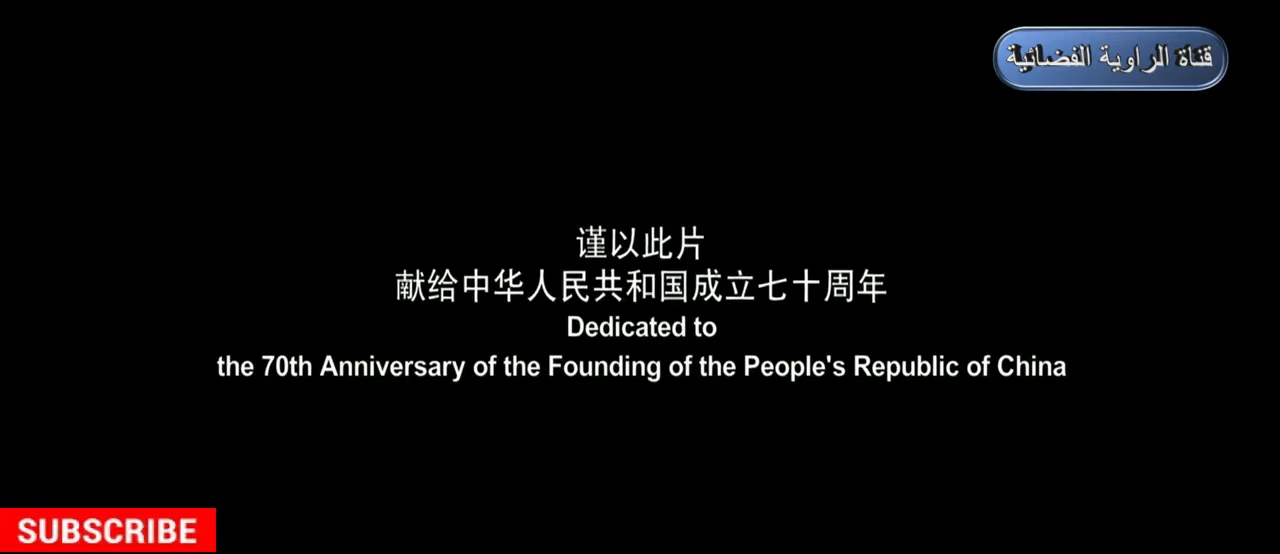 قناة الراوية الفضائية
谨以此片
献给中华人民共和国成立七十周年
Dedicated to
the 70th Anniversary of the Founding of the People's Republic of China
SUBSCRIBE